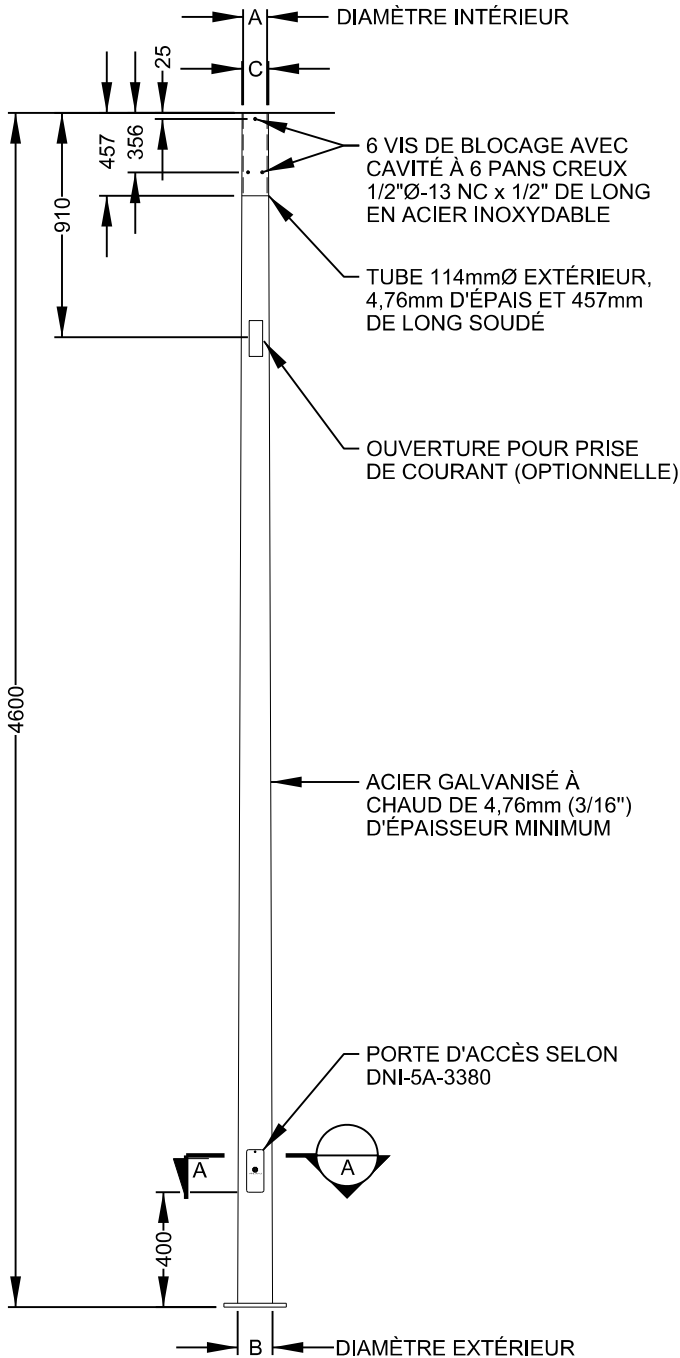 A
DIAMÈTRE INTÉRIEUR
C
25
457
356
910
6 VIS DE BLOCAGE AVEC
CAVITÉ À 6 PANS CREUX
1/2"Ø-13 NC x 1/2" DE LONG
EN ACIER INOXYDABLE
TUBE 114mmØ EXTÉRIEUR,
4,76mm D'ÉPAIS ET 457mm
DE LONG SOUDÉ
OUVERTURE POUR PRISE
DE COURANT (OPTIONNELLE)
4600
ACIER GALVANISÉ À
CHAUD DE 4,76mm (3/16")
D'ÉPAISSEUR MINIMUM
PORTE D'ACCÈS SELON
DNI-5A-3380
A
A
400
B
DIAMÈTRE EXTÉRIEUR